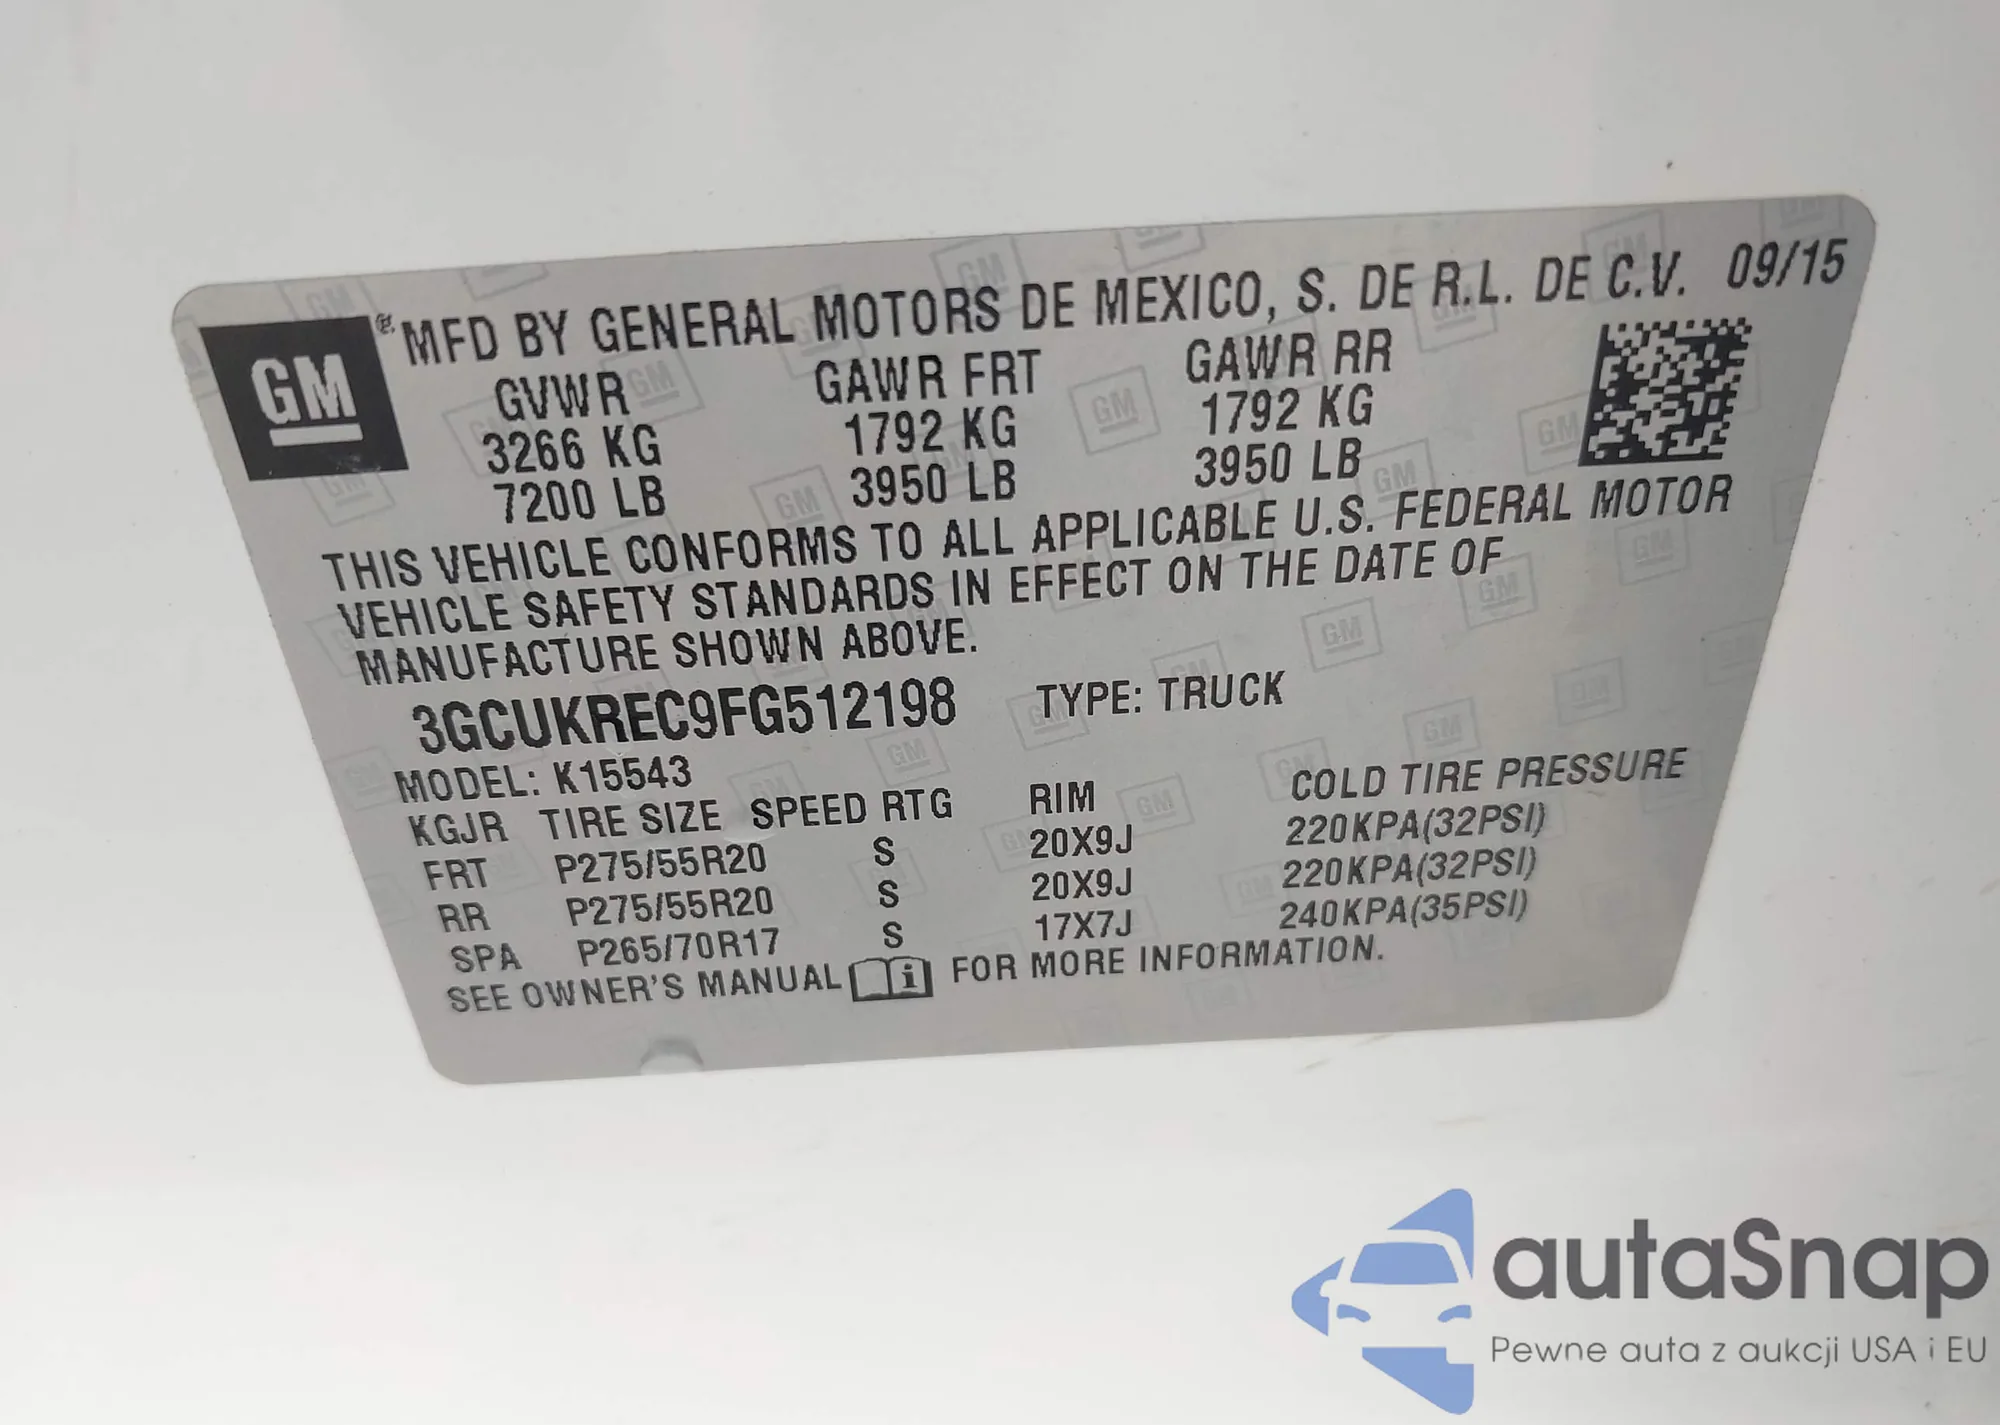 GM
MFD BY GENERAL MOTORS DE MEXICO, S. DE R.L. DE C.V. 09/15
GVWR GAWR FRT GAWR RR
3266 KG 1792 KG 1792 KG
7200 LB 3950 LB 3950 LB
THIS VEHICLE CONFORMS TO ALL APPLICABLE U.S. FEDERAL MOTOR
VEHICLE SAFETY STANDARDS IN EFFECT ON THE DATE OF
MANUFACTURE SHOWN ABOVE.
3GCUKREC9FG512198 TYPE: TRUCK
MODEL: K15543
KGJR TIRE SIZE SPEED RTG RIM COLD TIRE PRESSURE
FRT P275/55R20 S 20X9J 220KPA(32PSI)
RR P275/55R20 S 20X9J 220KPA(32PSI)
SPA P265/70R17 S 17X7J 240KPA(35PSI)
SEE OWNER'S MANUAL i FOR MORE INFORMATION.
autaSnap
Pewne auta z aukcji USA i EU